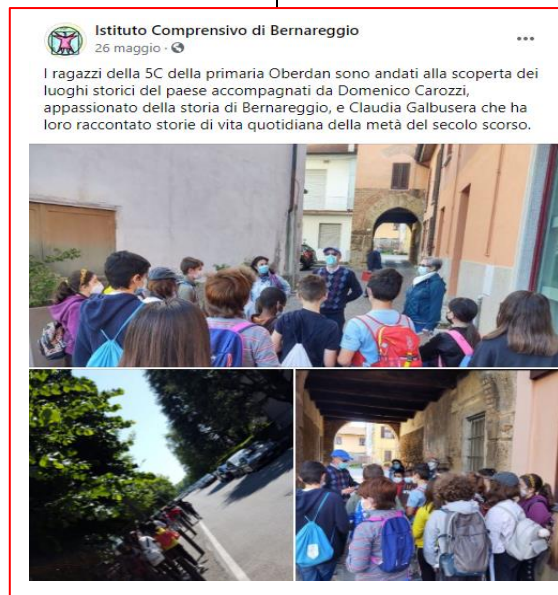 Istituto Comprensivo di Bernareggio
26 maggio ·
I ragazzi della 5C della primaria Oberdan sono andati alla scoperta dei
luoghi storici del paese accompagnati da Domenico Carozzi,
appassionato della storia di Bernareggio, e Claudia Galbusera che ha
loro raccontato storie di vita quotidiana della metà del secolo scorso.